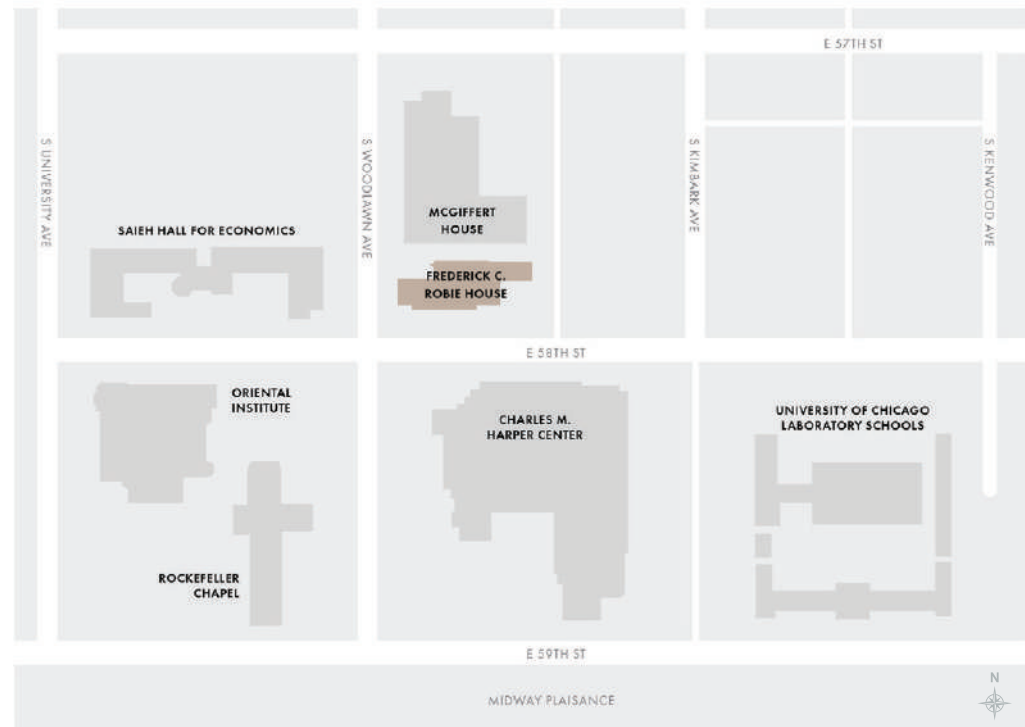 E 57TH ST
S UNIVERSITY AVE
S WOODLAWN AVE
S KIMBARK AVE
S KENWOOD AVE
MCGIFFERT
HOUSE
SAIEH HALL FOR ECONOMICS
FREDERICK C.
ROBIE HOUSE
E 58TH ST
ORIENTAL
INSTITUTE
CHARLES M.
HARPER CENTER
UNIVERSITY OF CHICAGO
LABORATORY SCHOOLS
ROCKEFELLER
CHAPEL
E 59TH ST
MIDWAY PLAISANCE
N